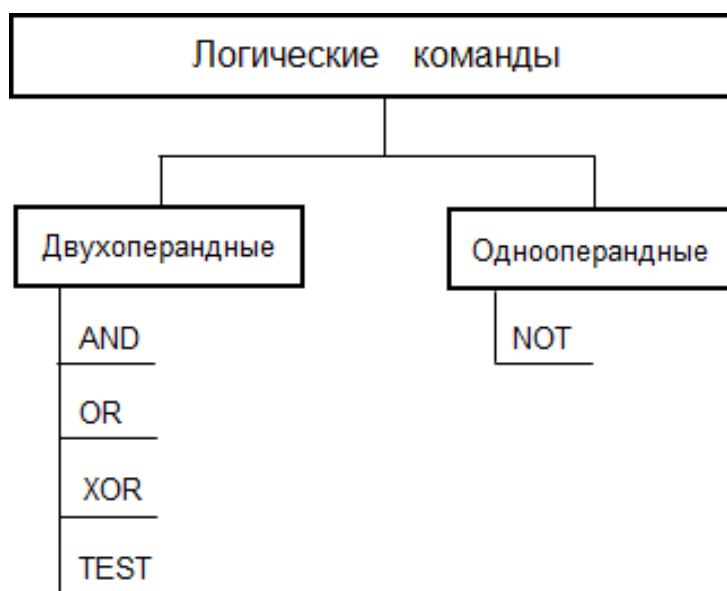 Логические команды
Двухоперандные
Однооперандные
AND
NOT
OR
XOR
TEST